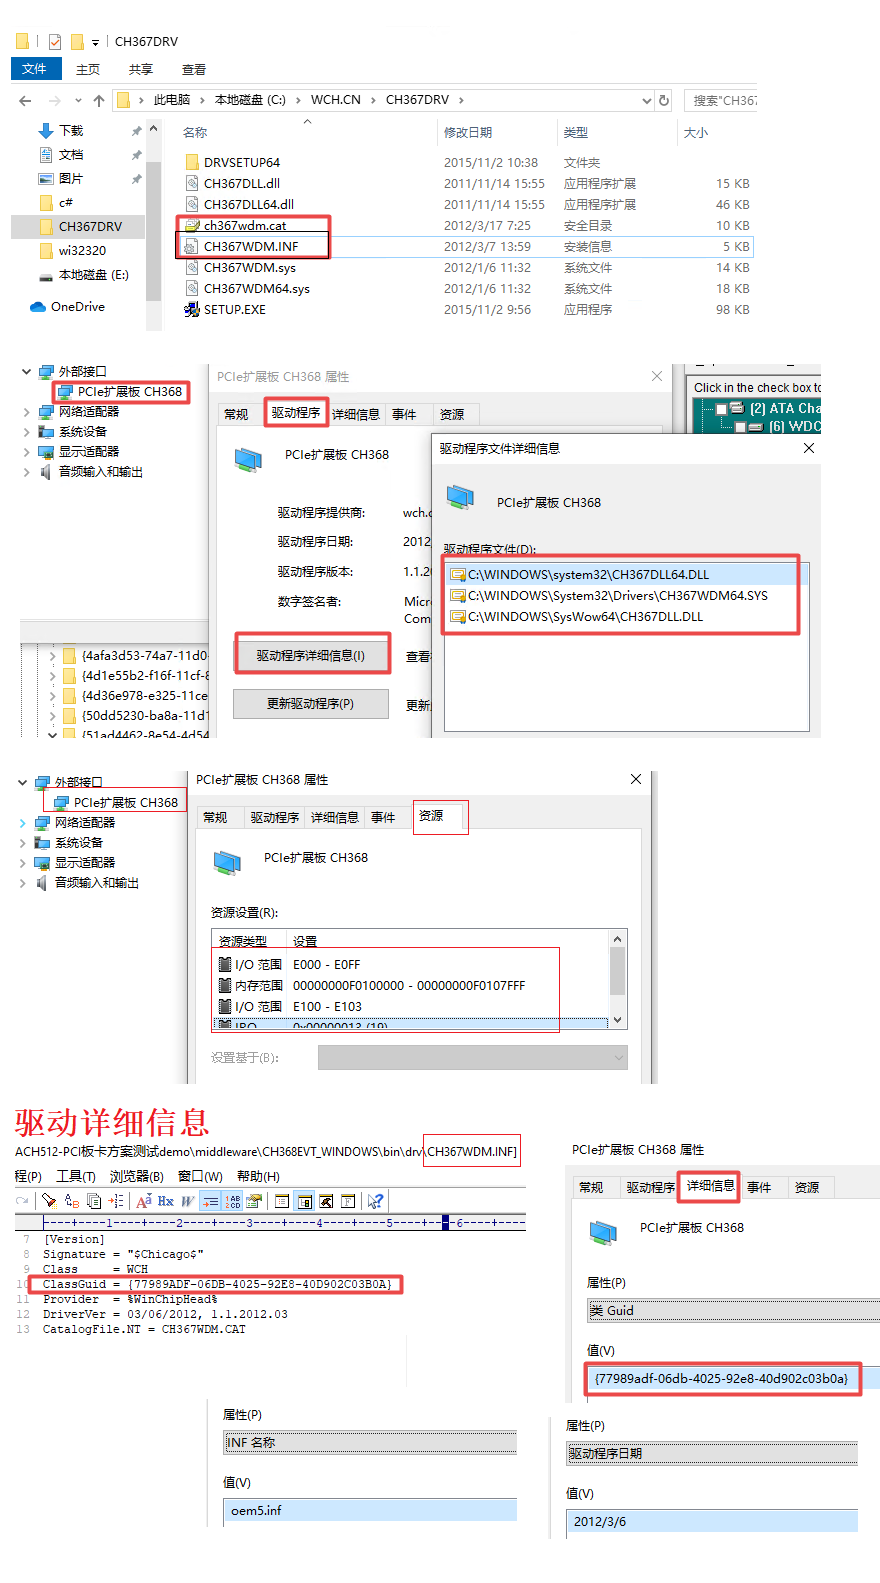 CH367DRV
文件 主页 共享 查看
此电脑 本地磁盘 (C:) WCH.CN CH367DRV 搜索"CH367
名称 修改日期 类型 大小
下载
文档
图片
c#
CH367DRV
wi32320
本地磁盘 (E:)
OneDrive
DRVSETUP64 2015/11/2 10:38 文件夹
CH367DLL.dll 2011/11/14 15:55 应用程序扩展 15 KB
CH367DLL64.dll 2011/11/14 15:55 应用程序扩展 46 KB
ch367wdm.cat 2012/3/17 7:25 安全目录 10 KB
CH367WDM.INF 2012/3/7 13:59 安装信息 5 KB
CH367WDM.sys 2012/1/6 11:32 系统文件 14 KB
CH367WDM64.sys 2012/1/6 11:32 系统文件 18 KB
SETUP.EXE 2015/11/2 9:56 应用程序 98 KB
外部接口
PCIe扩展板 CH368
网络适配器
系统设备
显示适配器
音频输入和输出
PCIe扩展板 CH368 属性
常规 驱动程序 详细信息 事件 资源
PCIe扩展板 CH368
驱动程序提供商: wch.c
驱动程序日期: 2012
驱动程序版本: 1.1.20
数字签名者: Micro
Com
驱动程序详细信息(I) 查看
更新驱动程序(P) 更新
Click in the check box to
(2) ATA Cha
(6) WDC
驱动程序文件详细信息
PCIe扩展板 CH368
驱动程序文件(D):
C:\WINDOWS\system32\CH367DLL64.DLL
C:\WINDOWS\System32\Drivers\CH367WDM64.SYS
C:\WINDOWS\SysWow64\CH367DLL.DLL
{4afa3d53-74a7-11d0-
{4d1e55b2-f16f-11cf-8
{4d36e978-e325-11ce
{50dd5230-ba8a-11d1
{51ad4462-8e54-4d54
外部接口
PCIe扩展板 CH368
网络适配器
系统设备
显示适配器
音频输入和输出
PCIe扩展板 CH368 属性
常规 驱动程序 详细信息 事件 资源
PCIe扩展板 CH368
资源设置(R):
资源类型 设置
I/O 范围 E000 - E0FF
内存范围 00000000F0100000 - 00000000F0107FFF
I/O 范围 E100 - E103
IRQ 0x00000013 (19)
设置基于(B):
驱动详细信息
ACH512-PCI板卡方案测试demo\middleware\CH368EVT_WINDOWS\bin\drv\CH367WDM.INF]
程(P) 工具(T) 浏览器(B) 窗口(W) 帮助(H)
----+----1----+----2----+----3----+----4----+----5----+-- -6----+----
7 [Version]
8 Signature = "$Chicago$"
9 Class = WCH
10 ClassGuid = {77989ADF-06DB-4025-92E8-40D902C03B0A}
11 Provider = %WinChipHead%
12 DriverVer = 03/06/2012, 1.1.2012.03
13 CatalogFile.NT = CH367WDM.CAT
PCIe扩展板 CH368 属性
常规 驱动程序 详细信息 事件 资源
PCIe扩展板 CH368
属性(P)
类 Guid
值(V)
{77989adf-06db-4025-92e8-40d902c03b0a}
属性(P)
INF 名称
值(V)
oem5.inf
属性(P)
驱动程序日期
值(V)
2012/3/6